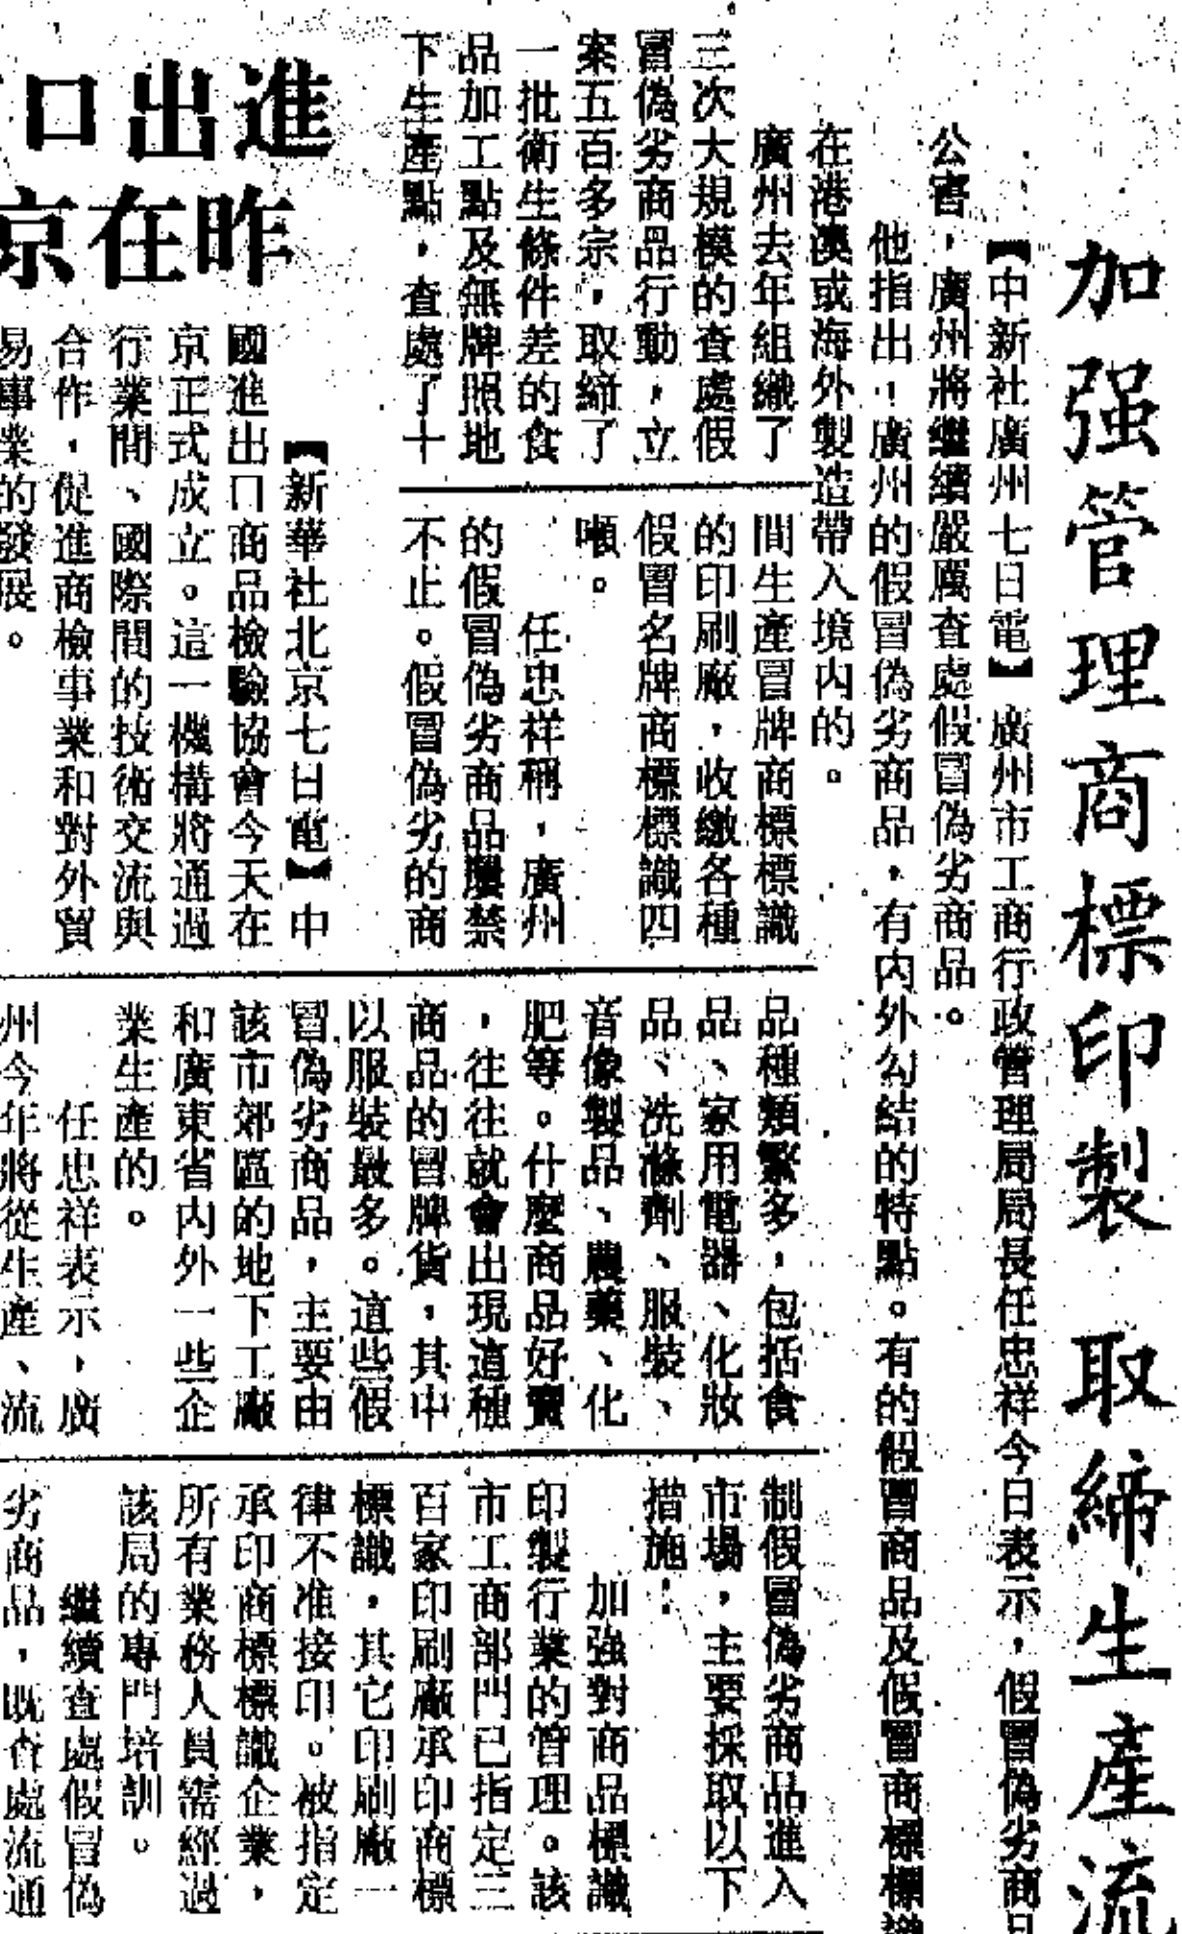 加强管理商標印製 取締生產流
【中新社廣州七日電】廣州市工商行政管理局局長任忠祥今日表示，假冒偽劣商品
公害，廣州將繼續嚴厲查處假冒偽劣商品。
他指出：廣州的假冒偽劣商品，有內外勾結的特點。有的假冒商品及假冒商標標識
在港澳或海外製造帶入境內的。
廣州去年組織了
三次大規模的查處假
冒偽劣商品行動，立
案五百多宗，取締了
一批衛生條件差的食
品加工點及無牌照地
下生產點，查處了十
間生產冒牌商標標識
的印刷廠，收繳各種
假冒名牌商標標識四
噸。
任忠祥稱，廣州
的假冒偽劣商品屢禁
不止。假冒偽劣的商
品種類繁多，包括食
品、家用電器、化妝
品、洗滌劑、服裝、
音像製品、農藥、化
肥等。什麼商品好賣
，往往就會出現這種
商品的冒牌貨，其中
以服裝最多。這些假
冒偽劣商品，主要由
該市郊區的地下工廠
和廣東省內外一些企
業生產的。
任忠祥表示，廣
州今年將從生產、流
制假冒偽劣商品進入
市場，主要採取以下
措施：
加強對商品標識
印製行業的管理。該
市工商部門已指定三
百家印刷廠承印商標
標識，其它印刷廠一
律不准接印。被指定
承印商標標識企業，
所有業務人員需經過
該局的專門培訓。
繼續查處假冒偽
劣商品，既查處流通
進出口
昨在京
【新華社北京七日電】中
國進出口商品檢驗協會今天在
京正式成立。這一機構將通過
行業間、國際間的技術交流與
合作，促進商檢事業和對外貿
易事業的發展。